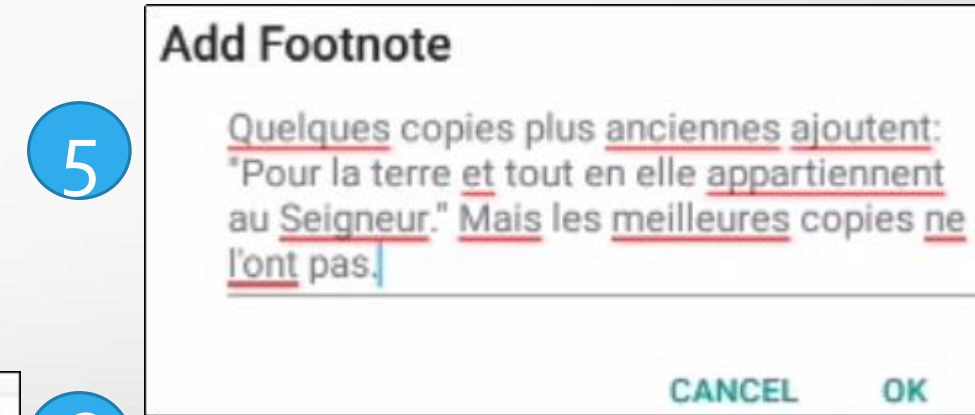 Add Footnote
5
Quelques copies plus anciennes ajoutent:
"Pour la terre et tout en elle appartiennent
au Seigneur." Mais les meilleures copies ne
l'ont pas.
CANCEL OK